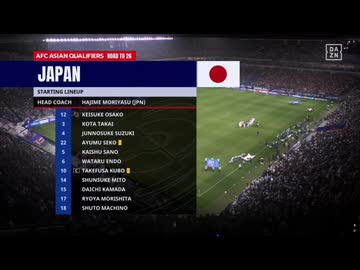 AFC ASIAN QUALIFIERS ROAD TO 26
DAZN
JAPAN
STARTING LINEUP
HEAD COACH HAJIME MORIYASU (JPN)
12 KEISUKE OSAKO
3 KOTA TAKAI
4 JUNNOSUKE SUZUKI
22 AYUMU SEKO
5 KAISHU SANO
6 WATARU ENDO
10 C TAKEFUSA KUBO
14 SHUNSUKE MITO
15 DAICHI KAMADA
17 RYOYA MORISHITA
18 SHUTO MACHINO